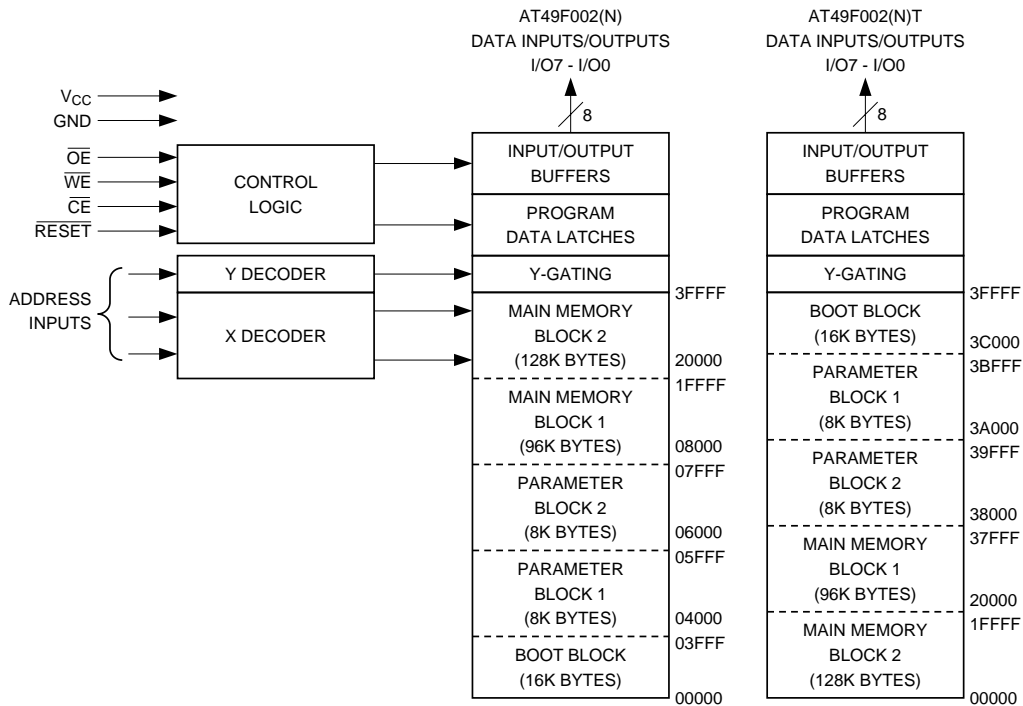 AT49F002(N)
DATA INPUTS/OUTPUTS
I/O7 - I/O0
8
AT49F002(N)T
DATA INPUTS/OUTPUTS
I/O7 - I/O0
8
VCC
GND
OE
WE
CE
RESET
ADDRESS
INPUTS
CONTROL
LOGIC
Y DECODER
X DECODER
INPUT/OUTPUT
BUFFERS
PROGRAM
DATA LATCHES
Y-GATING
3FFFF
MAIN MEMORY
BLOCK 2
(128K BYTES)
20000
1FFFF
MAIN MEMORY
BLOCK 1
(96K BYTES)
08000
07FFF
PARAMETER
BLOCK 2
(8K BYTES)
06000
05FFF
PARAMETER
BLOCK 1
(8K BYTES)
04000
03FFF
BOOT BLOCK
(16K BYTES)
00000
INPUT/OUTPUT
BUFFERS
PROGRAM
DATA LATCHES
Y-GATING
3FFFF
BOOT BLOCK
(16K BYTES)
3C000
3BFFF
PARAMETER
BLOCK 1
(8K BYTES)
3A000
39FFF
PARAMETER
BLOCK 2
(8K BYTES)
38000
37FFF
MAIN MEMORY
BLOCK 1
(96K BYTES)
20000
1FFFF
MAIN MEMORY
BLOCK 2
(128K BYTES)
00000